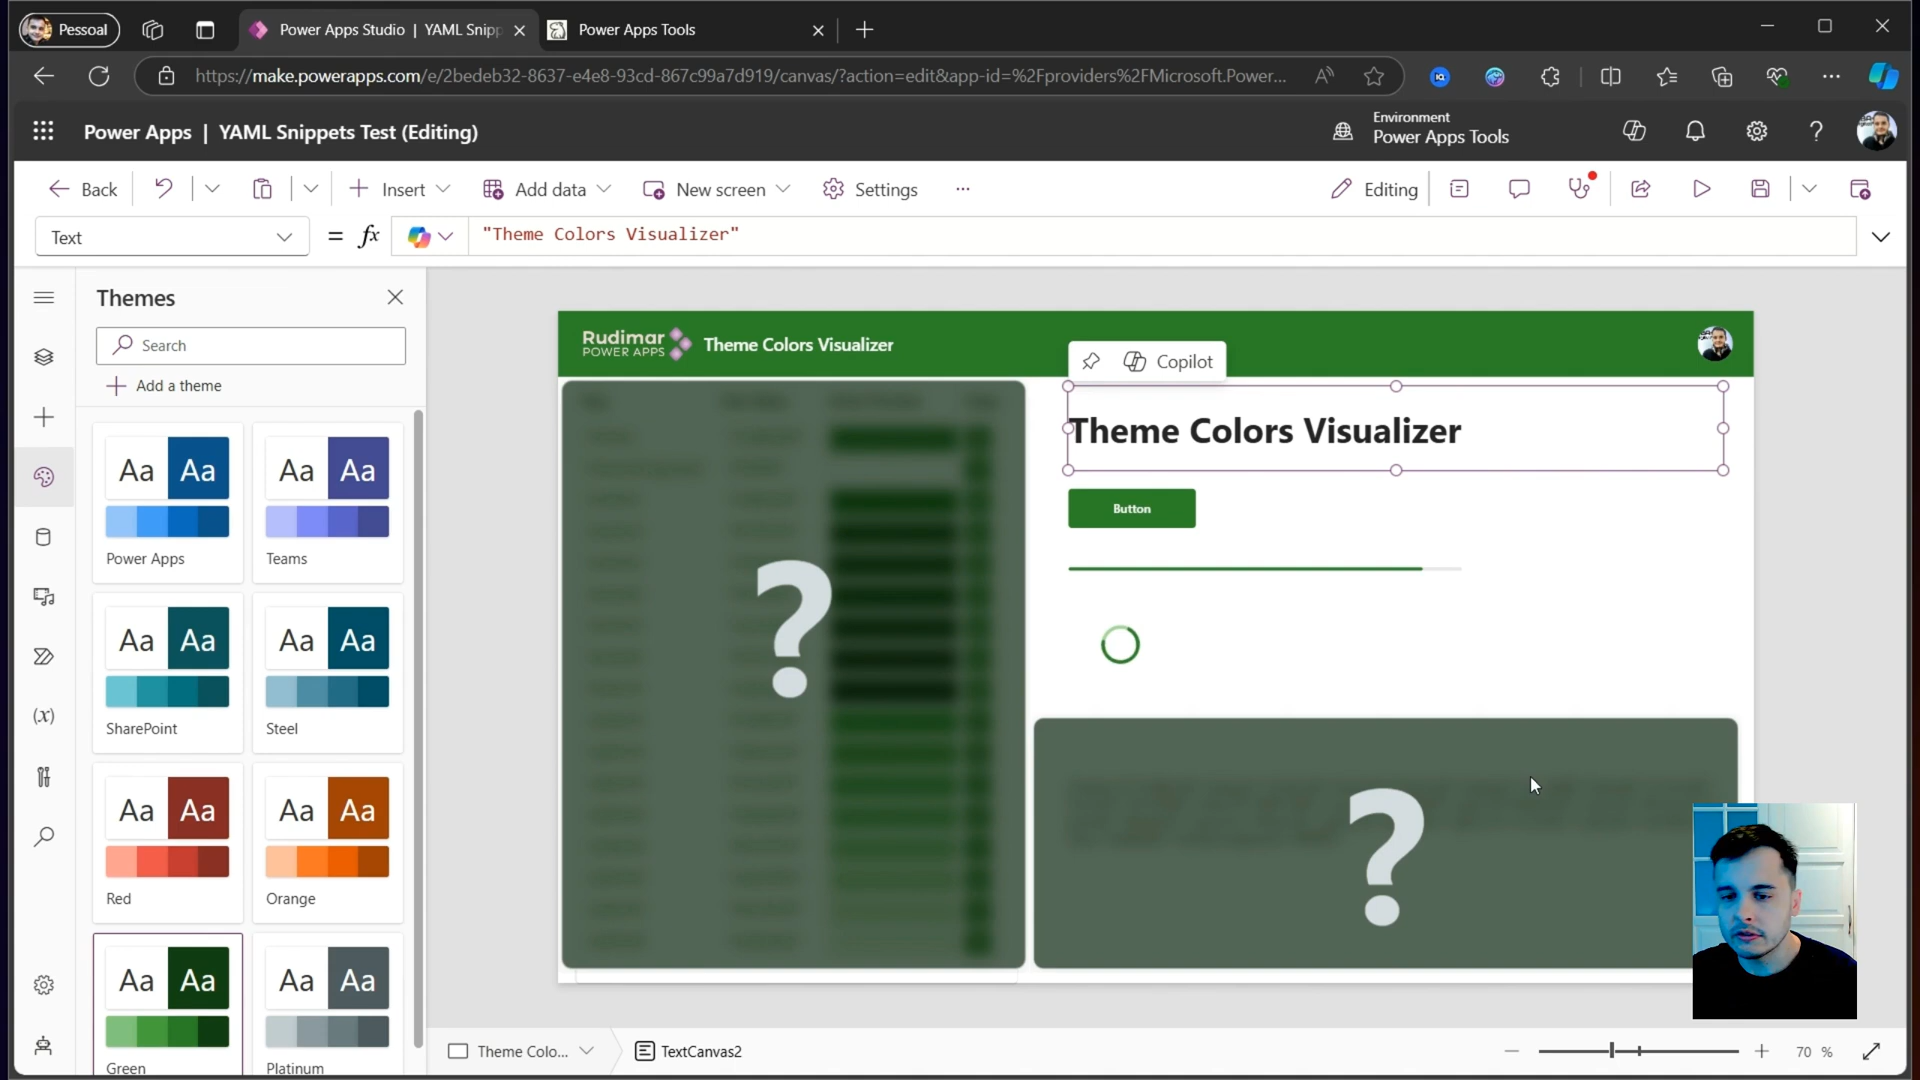 Pessoal
Power Apps Studio | YAML Snipp
Power Apps Tools
https://make.powerapps.com/e/2bedeb32-8637-e4e8-93cd-867c99a7d919/canvas/?action=edit&app-id=%2Fproviders%2FMicrosoft.Power...
Power Apps | YAML Snippets Test (Editing)
Environment
Power Apps Tools
Back
Insert
Add data
New screen
Settings
...
Editing
Text
= fx
"Theme Colors Visualizer"
Themes
Search
Add a theme
Aa Aa
Power Apps
Aa Aa
Teams
Aa Aa
SharePoint
Aa Aa
Steel
Aa Aa
Red
Aa Aa
Orange
Aa Aa
Green
Aa Aa
Platinum
Rudimar
POWER APPS
Theme Colors Visualizer
Copilot
Theme Colors Visualizer
Button
?
?
Theme Colo...
TextCanvas2
70 %